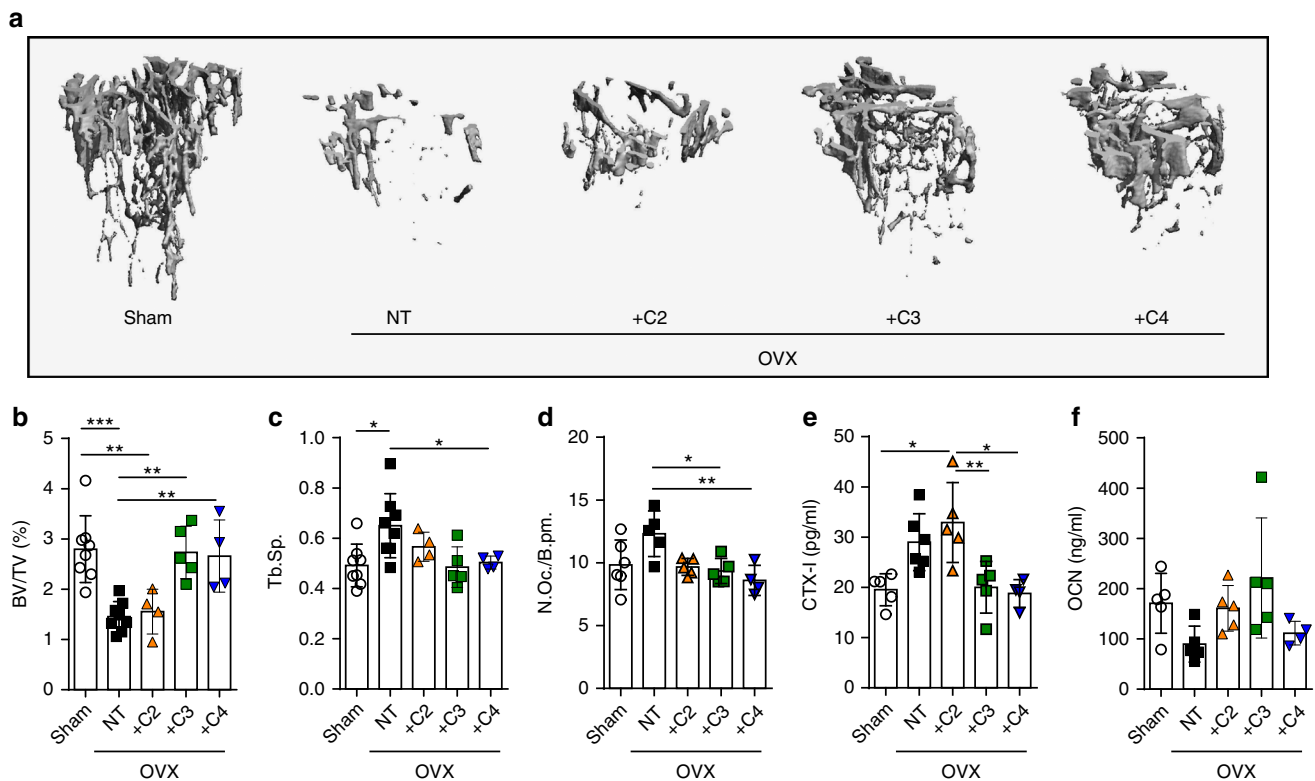 a
Sham
NT
+C2
+C3
+C4
OVX
b
***
**
**
**
BV/TV (%)
5
4
3
2
1
0
Sham
NT
+C2
+C3
+C4
OVX
c
*
*
Tb.Sp.
1.0
0.8
0.6
0.4
0.2
0.0
Sham
NT
+C2
+C3
+C4
OVX
d
*
**
N.Oc./B.pm.
20
15
10
5
0
Sham
NT
+C2
+C3
+C4
OVX
e
*
*
**
CTX-I (pg/ml)
50
40
30
20
10
0
Sham
NT
+C2
+C3
+C4
OVX
f
OCN (ng/ml)
500
400
300
200
100
0
Sham
NT
+C2
+C3
+C4
OVX